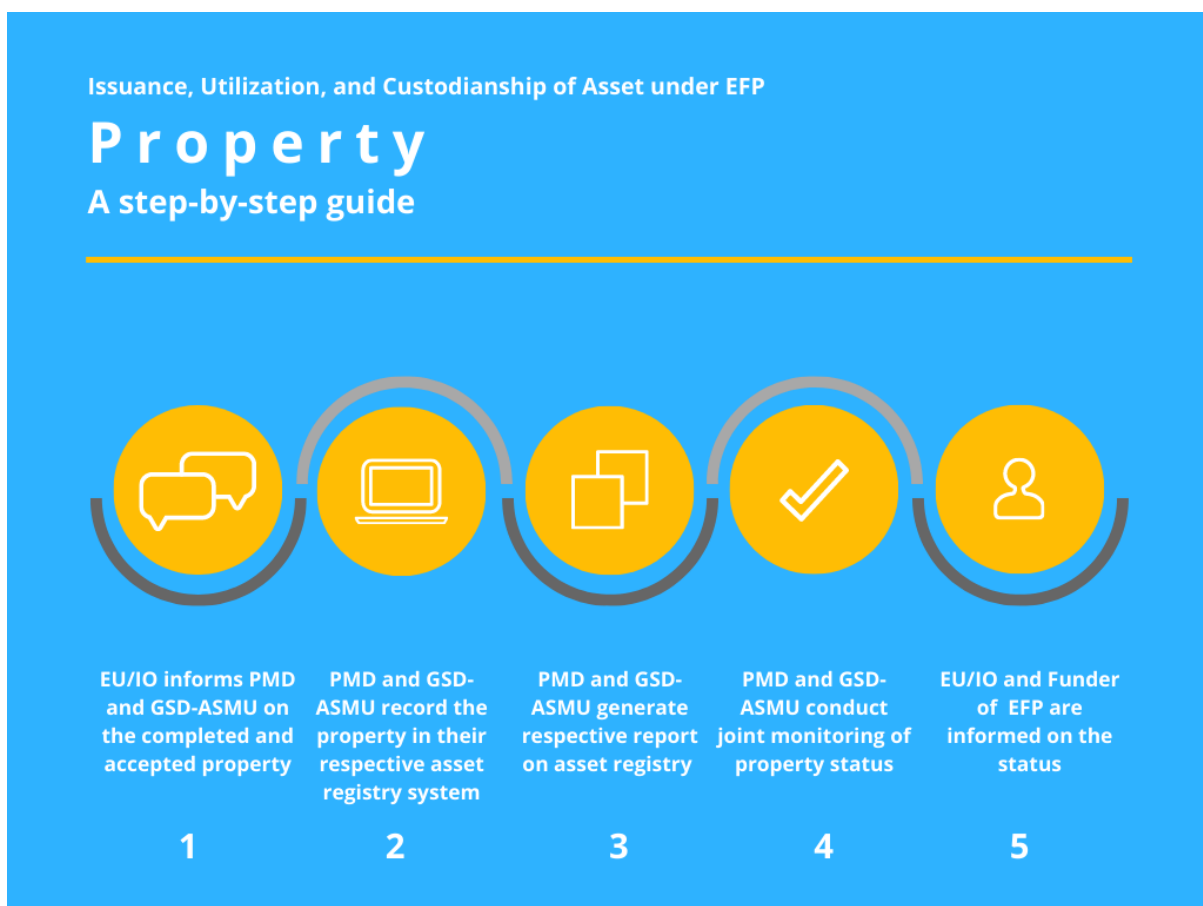 Issuance, Utilization, and Custodianship of Asset under EFP
Property
A step-by-step guide
EU/IO informs PMD
and GSD-ASMU on
the completed and
accepted property
1
PMD and GSD-
ASMU record the
property in their
respective asset
registry system
2
PMD and GSD-
ASMU generate
respective report
on asset registry
3
PMD and GSD-
ASMU conduct
joint monitoring of
property status
4
EU/IO and Funder
of EFP are
informed on the
status
5